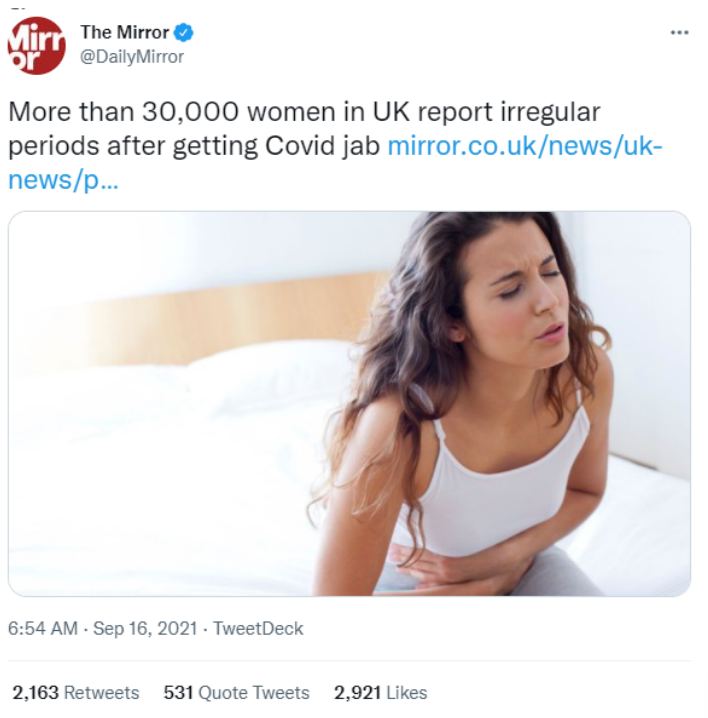 Mirr
or
The Mirror
@DailyMirror
More than 30,000 women in UK report irregular
periods after getting Covid jab mirror.co.uk/news/uk-
news/p...
6:54 AM · Sep 16, 2021 · TweetDeck
2,163 Retweets 531 Quote Tweets 2,921 Likes